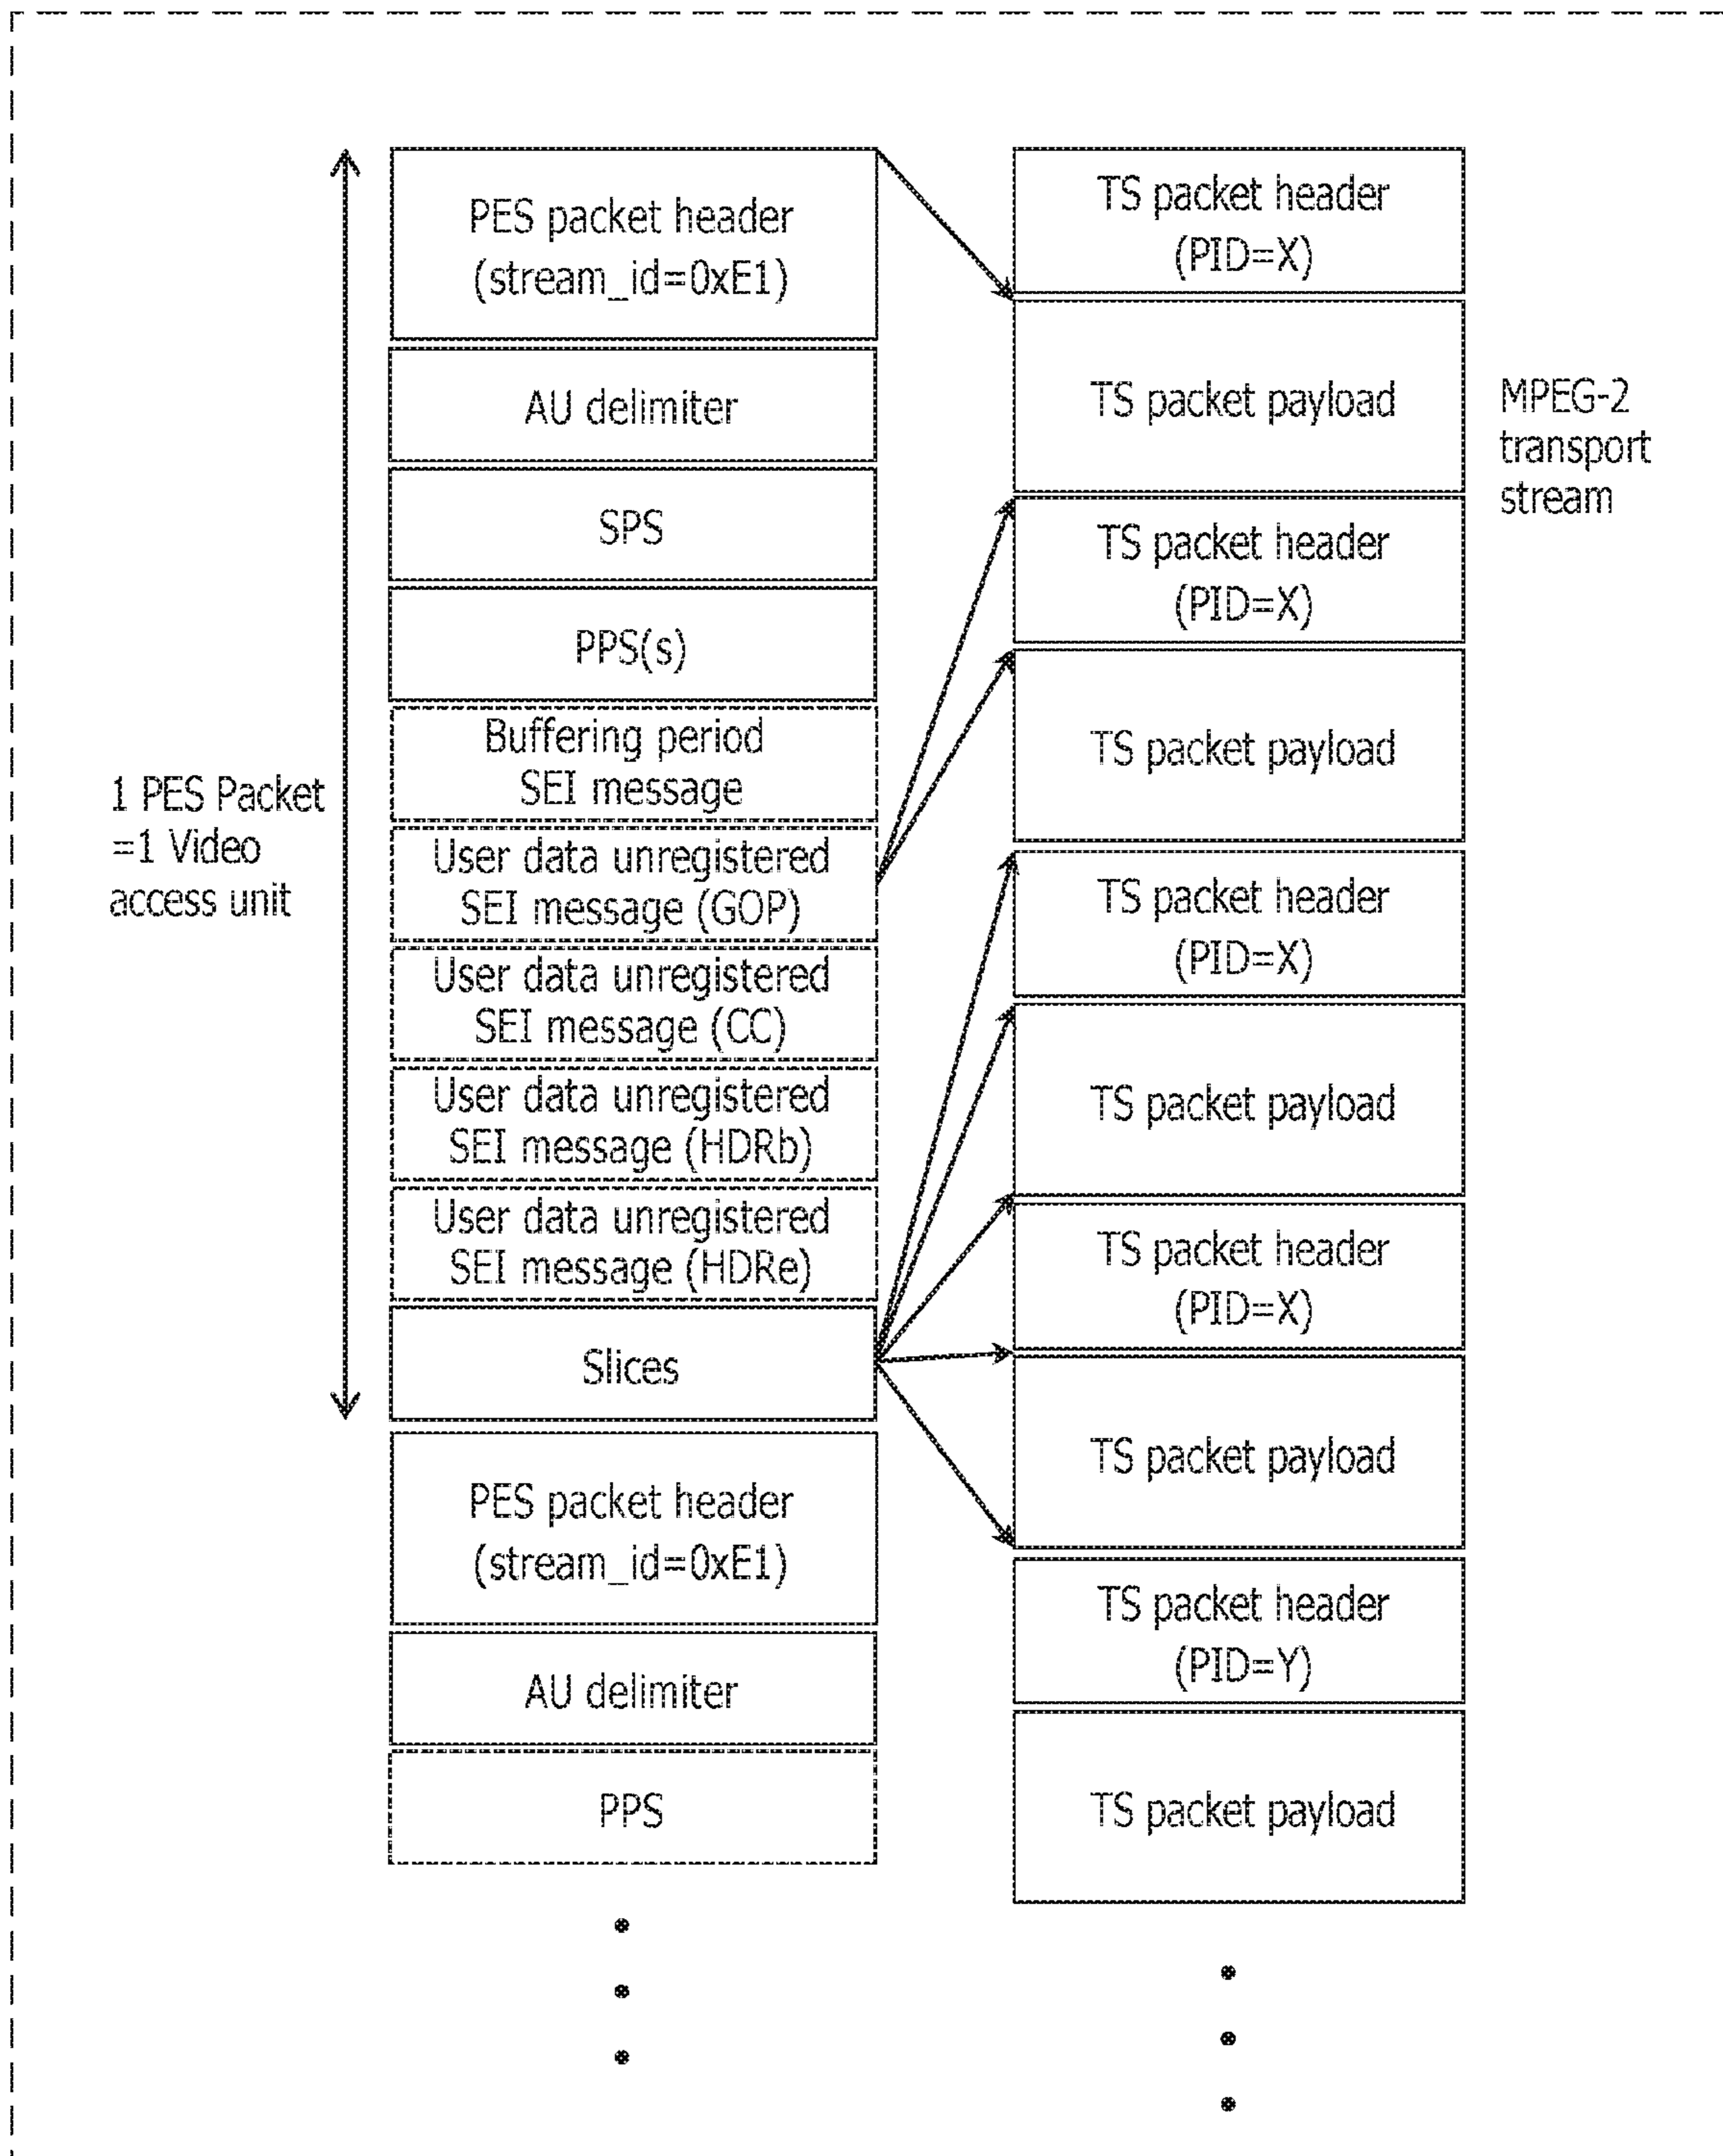 1 PES Packet
=1 Video
access unit
PES packet header
(stream_id=0xE1)
AU delimiter
SPS
PPS(s)
Buffering period
SEI message
User data unregistered
SEI message (GOP)
User data unregistered
SEI message (CC)
User data unregistered
SEI message (HDRb)
User data unregistered
SEI message (HDRe)
Slices
PES packet header
(stream_id=0xE1)
AU delimiter
PPS
TS packet header
(PID=X)
TS packet payload
TS packet header
(PID=X)
TS packet payload
TS packet header
(PID=X)
TS packet payload
TS packet header
(PID=X)
TS packet payload
TS packet header
(PID=Y)
TS packet payload
MPEG-2
transport
stream